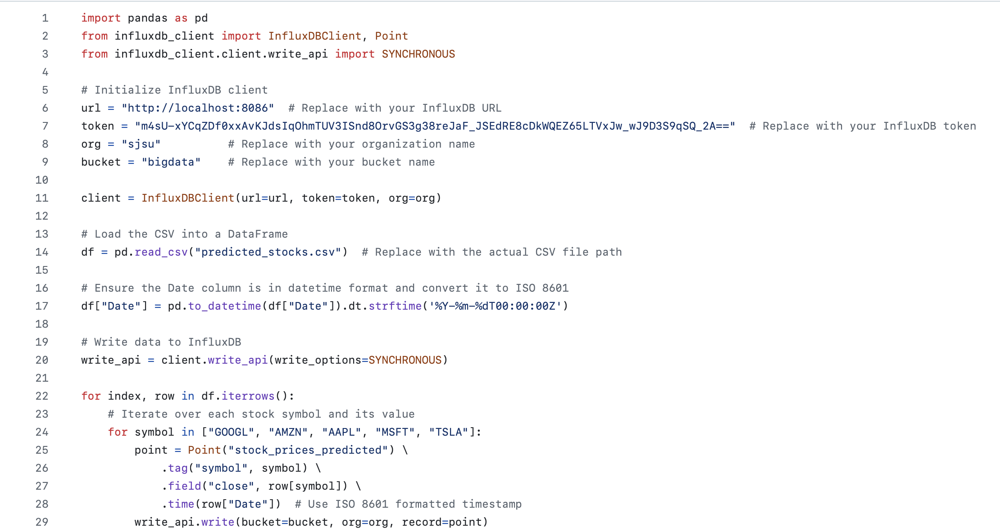 1 import pandas as pd
2 from influxdb_client import InfluxDBClient, Point
3 from influxdb_client.client.write_api import SYNCHRONOUS
4
5 # Initialize InfluxDB client
6 url = "http://localhost:8086"  # Replace with your InfluxDB URL
7 token = "m4sU-xYCqZDf0xxAvKJdsIqOhmTUV3ISnd8OrvGS3g38reJaF_JSEdRE8cDkWQEZ65LTVxJw_wJ9D3S9qSQ_2A=="  # Replace with your InfluxDB token
8 org = "sjsu"          # Replace with your organization name
9 bucket = "bigdata"    # Replace with your bucket name
10
11 client = InfluxDBClient(url=url, token=token, org=org)
12
13 # Load the CSV into a DataFrame
14 df = pd.read_csv("predicted_stocks.csv")  # Replace with the actual CSV file path
15
16 # Ensure the Date column is in datetime format and convert it to ISO 8601
17 df["Date"] = pd.to_datetime(df["Date"]).dt.strftime('%Y-%m-%dT00:00:00Z')
18
19 # Write data to InfluxDB
20 write_api = client.write_api(write_options=SYNCHRONOUS)
21
22 for index, row in df.iterrows():
23     # Iterate over each stock symbol and its value
24     for symbol in ["GOOGL", "AMZN", "AAPL", "MSFT", "TSLA"]:
25         point = Point("stock_prices_predicted") \
26             .tag("symbol", symbol) \
27             .field("close", row[symbol]) \
28             .time(row["Date"])  # Use ISO 8601 formatted timestamp
29         write_api.write(bucket=bucket, org=org, record=point)